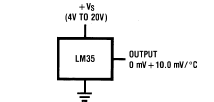 +VS
(4V TO 20V)
LM35
OUTPUT
0 mV + 10.0 mV/°C